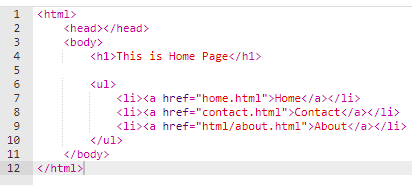 1 <html>
2 <head></head>
3 <body>
4 <h1>This is Home Page</h1>
5
6 <ul>
7 <li><a href="home.html">Home</a></li>
8 <li><a href="contact.html">Contact</a></li>
9 <li><a href="html/about.html">About</a></li>
10 </ul>
11 </body>
12 </html>